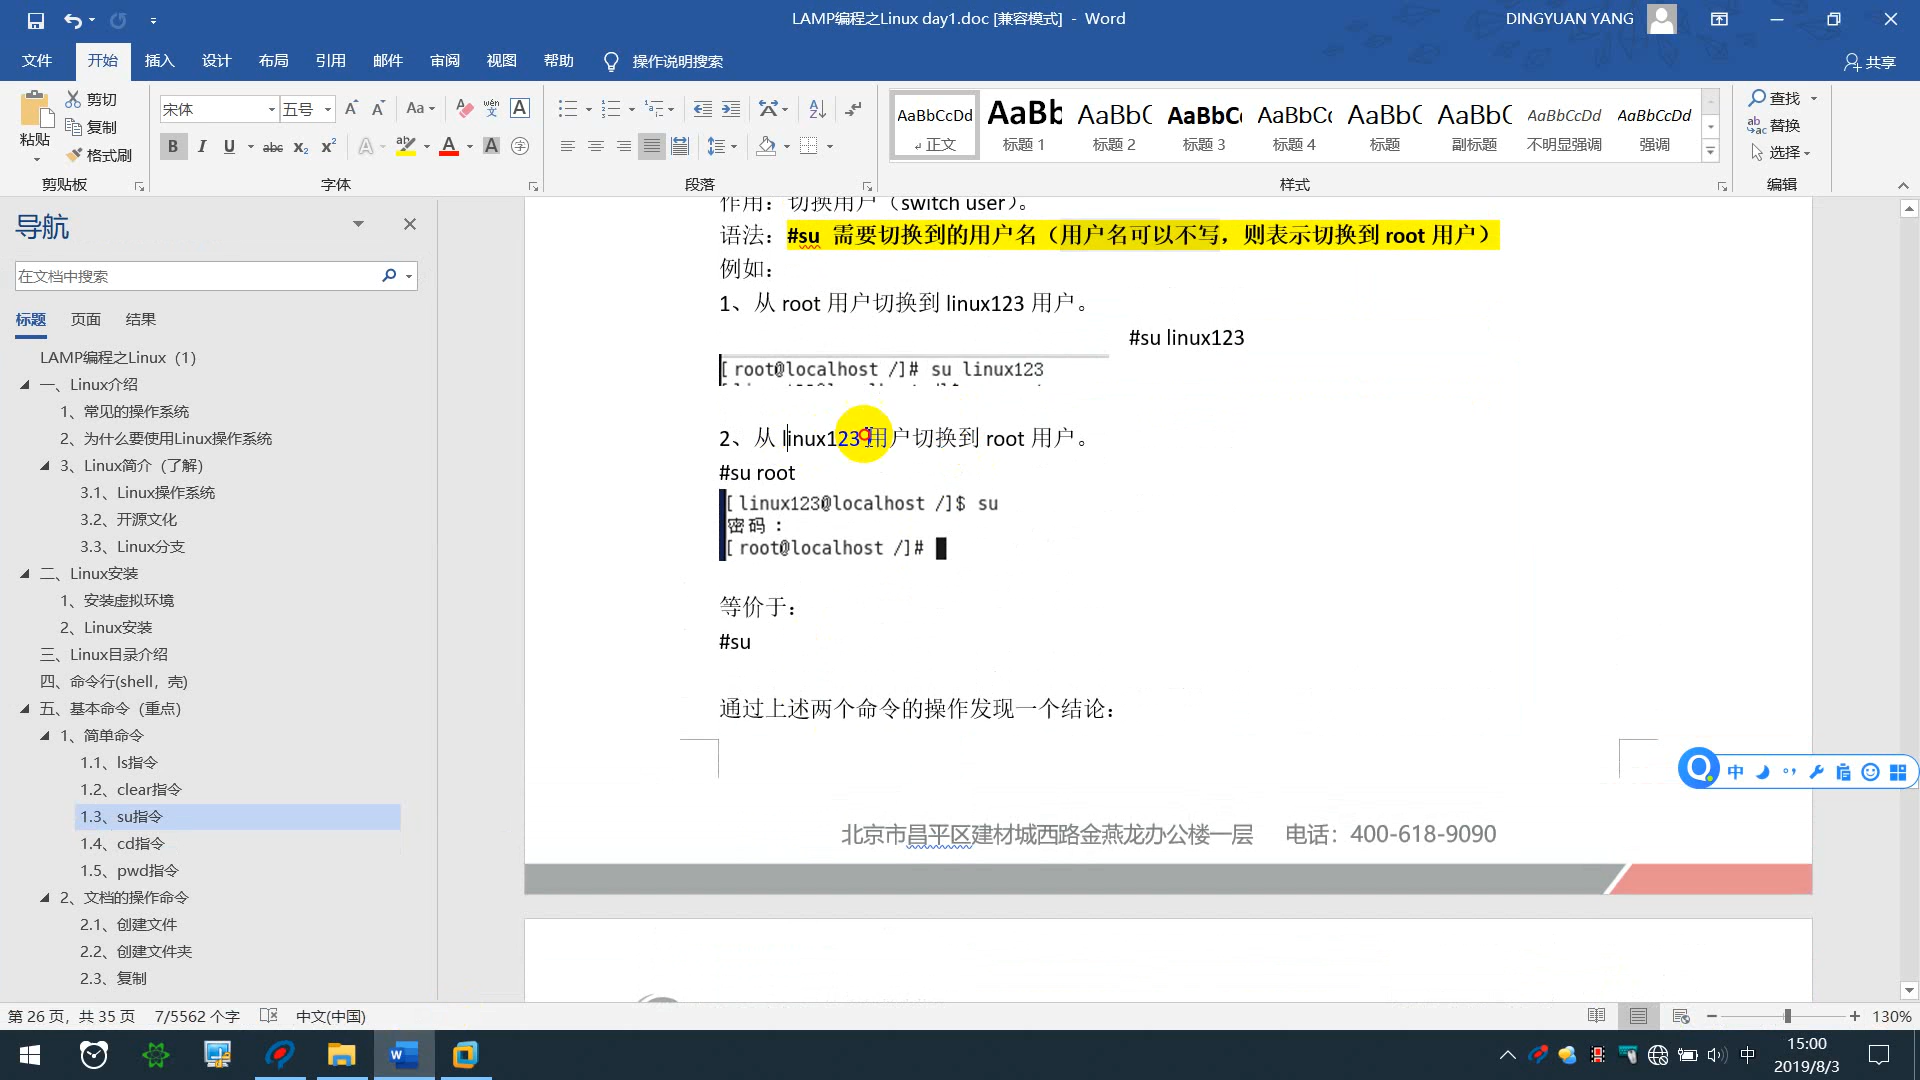 LAMP编程之Linux day1.doc [兼容模式] - Word
DINGYUAN YANG
文件 开始 插入 设计 布局 引用 邮件 审阅 视图 帮助 操作说明搜索 共享
粘贴 剪切 复制 格式刷
宋体 五号
AaBbCcDd AaBb AaBbC AaBbC AaBbCc AaBbC AaBbC AaBbCcDd AaBbCcDd
正文 标题 1 标题 2 标题 3 标题 4 标题 副标题 不明显强调 强调
查找 替换 选择
剪贴板 字体 段落 样式 编辑
导航
在文档中搜索
标题 页面 结果
LAMP编程之Linux（1）
一、Linux介绍
1、常见的操作系统
2、为什么要使用Linux操作系统
3、Linux简介（了解）
3.1、Linux操作系统
3.2、开源文化
3.3、Linux分支
二、Linux安装
1、安装虚拟环境
2、Linux安装
三、Linux目录介绍
四、命令行(shell，壳)
五、基本命令（重点）
1、简单命令
1.1、ls指令
1.2、clear指令
1.3、su指令
1.4、cd指令
1.5、pwd指令
2、文档的操作命令
2.1、创建文件
2.2、创建文件夹
2.3、复制
作用：切换用户（switch user）。
语法：#su 需要切换到的用户名（用户名可以不写，则表示切换到 root 用户）
例如：
1、从 root 用户切换到 linux123 用户。
#su linux123
[ root@localhost /]# su linux123
2、从 linux123 用户切换到 root 用户。
#su root
[ linux123@localhost /]$ su
密码：
[ root@localhost /]#
等价于：
#su
通过上述两个命令的操作发现一个结论：
北京市昌平区建材城西路金燕龙办公楼一层 电话：400-618-9090
中
第 26 页，共 35 页 7/5562 个字 中文(中国) 130%
中
15:00
2019/8/3